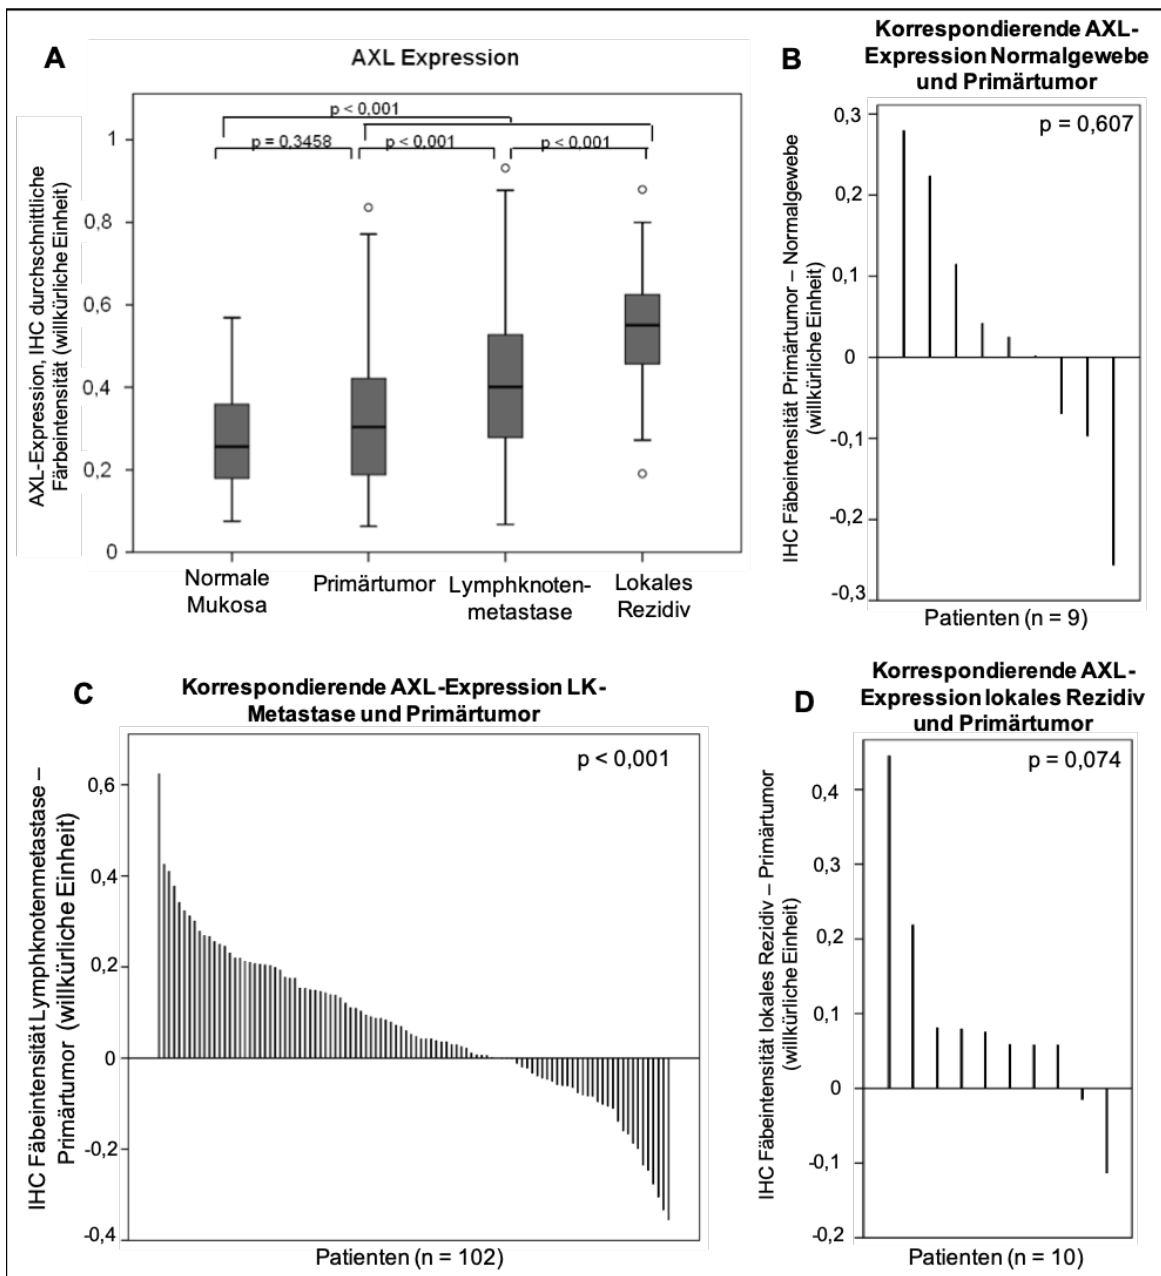 A
AXL Expression
AXL-Expression, IHC durchschnittliche
Färbeintensität (willkürliche Einheit)
1
0,8
0,6
0,4
0,2
0
p < 0,001
p = 0,3458
p < 0,001
p < 0,001
Normale
Mukosa
Primärtumor
Lymphknoten-
metastase
Lokales
Rezidiv
B
Korrespondierende AXL-
Expression Normalgewebe
und Primärtumor
p = 0,607
IHC Fäbeintensität Primärtumor – Normalgewebe
(willkürliche Einheit)
0,3
0,2
0,1
0
-0,1
-0,2
-0,3
Patienten (n = 9)
C
Korrespondierende AXL-Expression LK-
Metastase und Primärtumor
p < 0,001
IHC Fäbeintensität Lymphknotenmetastase –
Primärtumor (willkürliche Einheit)
0,6
0,4
0,2
0
-0,2
-0,4
Patienten (n = 102)
D
Korrespondierende AXL-
Expression lokales Rezidiv
und Primärtumor
p = 0,074
IHC Fäbeintensität lokales Rezidiv – Primärtumor
(willkürliche Einheit)
0,4
0,3
0,2
0,1
0
-0,1
-0,2
Patienten (n = 10)